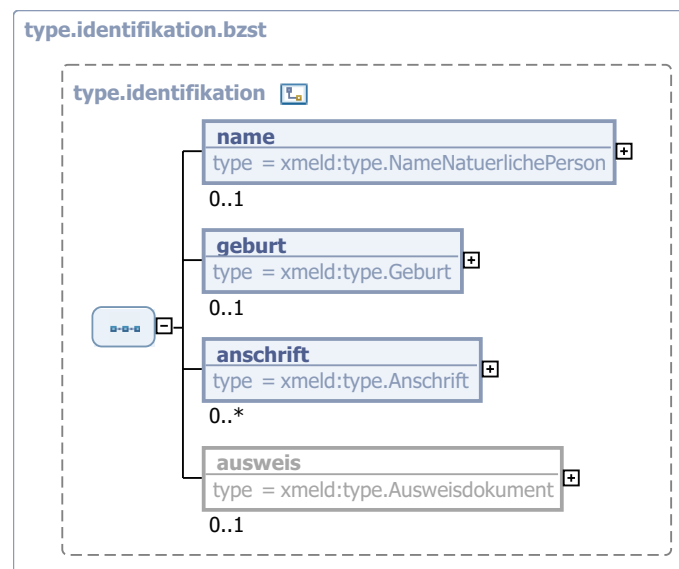 type.identifikation.bzst
type.identifikation
name
type = xmeld:type.NameNatuerlichePerson
0..1
geburt
type = xmeld:type.Geburt
0..1
anschrift
type = xmeld:type.Anschrift
0..*
ausweis
type = xmeld:type.Ausweisdokument
0..1